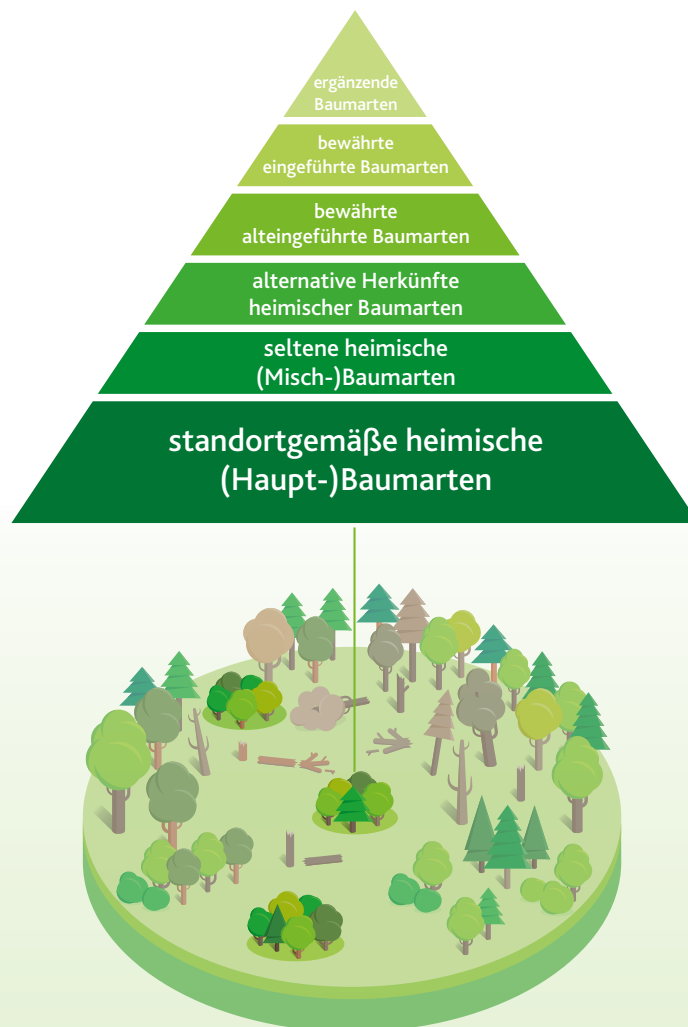 ergänzende
Baumarten
bewährte
eingeführte Baumarten
bewährte
alteingeführte Baumarten
alternative Herkünfte
heimischer Baumarten
seltene heimische
(Misch-)Baumarten
standortgemäße heimische
(Haupt-)Baumarten